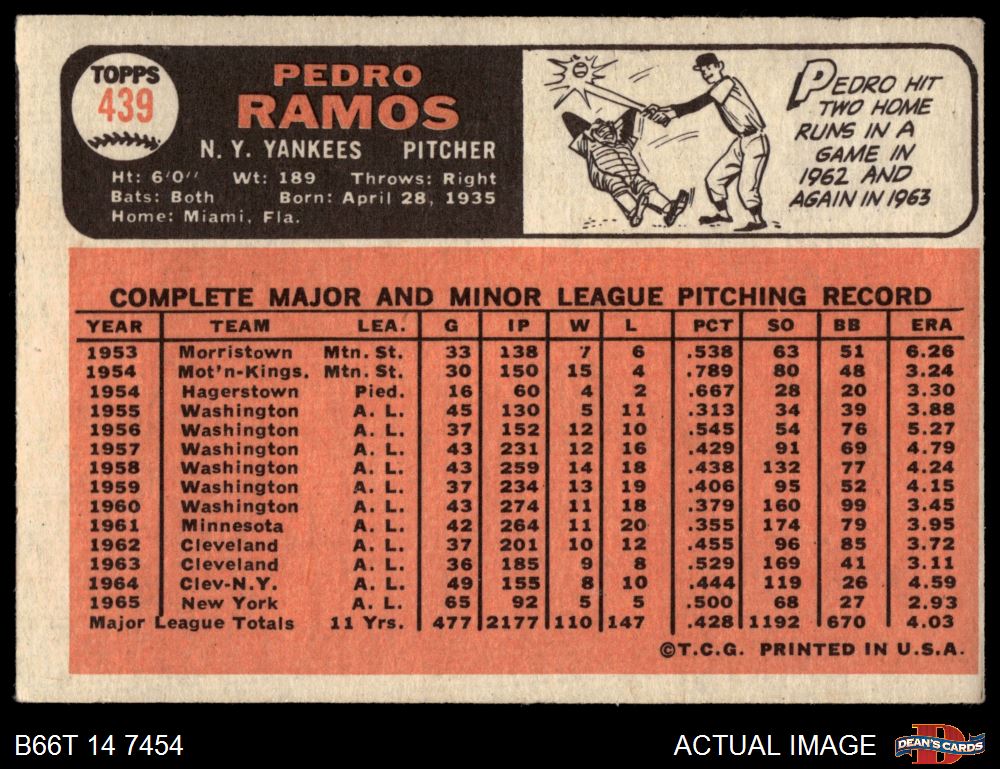 TOPPS
439
PEDRO
RAMOS
N. Y. YANKEES PITCHER
Ht: 6'0" Wt: 189 Throws: Right
Bats: Both Born: April 28, 1935
Home: Miami, Fla.
PEDRO HIT
TWO HOME
RUNS IN A
GAME IN
1962 AND
AGAIN IN 1963
COMPLETE MAJOR AND MINOR LEAGUE PITCHING RECORD
YEAR TEAM LEA. G IP W L PCT SO BB ERA
1953 Morristown Mtn. St. 33 138 7 6 .538 63 51 6.26
1954 Mot'n-Kings. Mtn. St. 30 150 15 4 .789 80 48 3.24
1954 Hagerstown Pied. 16 60 4 2 .667 28 20 3.30
1955 Washington A. L. 45 130 5 11 .313 34 39 3.88
1956 Washington A. L. 37 152 12 10 .545 54 76 5.27
1957 Washington A. L. 43 231 12 16 .429 91 69 4.79
1958 Washington A. L. 43 259 14 18 .438 132 77 4.24
1959 Washington A. L. 37 234 13 19 .406 95 52 4.15
1960 Washington A. L. 43 274 11 18 .379 160 99 3.45
1961 Minnesota A. L. 42 264 11 20 .355 174 79 3.95
1962 Cleveland A. L. 37 201 10 12 .455 96 85 3.72
1963 Cleveland A. L. 36 185 9 8 .529 169 41 3.11
1964 Clev-N.Y. A. L. 49 155 8 10 .444 119 26 4.59
1965 New York A. L. 65 92 5 5 .500 68 27 2.93
Major League Totals 11 Yrs. 477 2177 110 147 .428 1192 670 4.03
©T.C.G. PRINTED IN U.S.A.
B66T 14 7454
ACTUAL IMAGE
DEAN'S CARDS